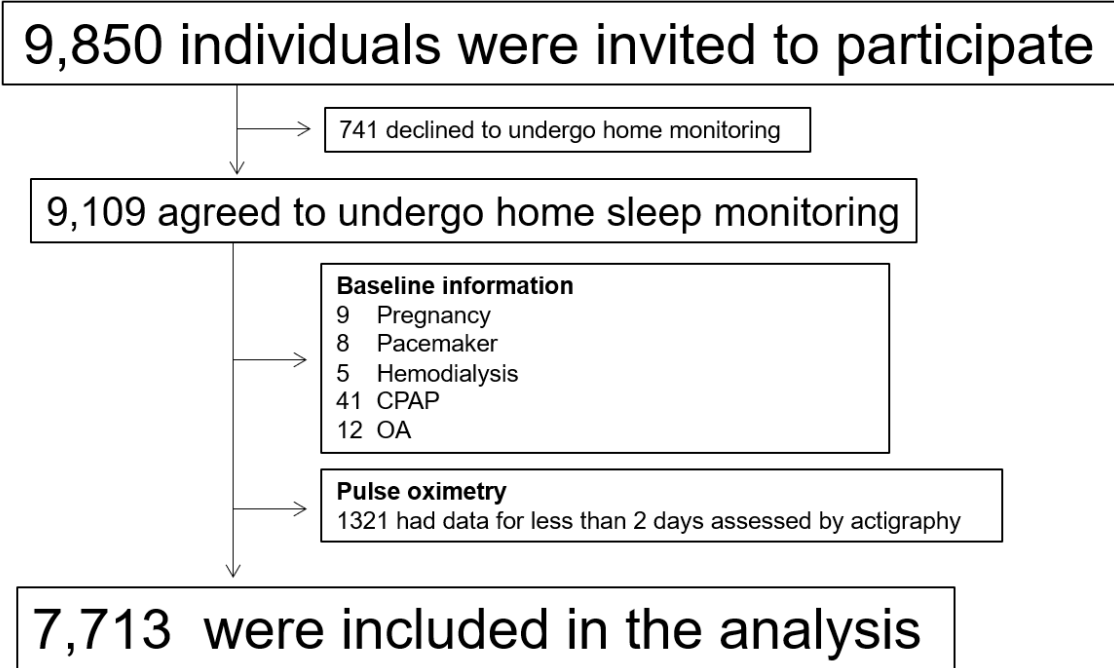 9,850 individuals were invited to participate
741 declined to undergo home monitoring
9,109 agreed to undergo home sleep monitoring
Baseline information
9 Pregnancy
8 Pacemaker
5 Hemodialysis
41 CPAP
12 OA
Pulse oximetry
1321 had data for less than 2 days assessed by actigraphy
7,713 were included in the analysis